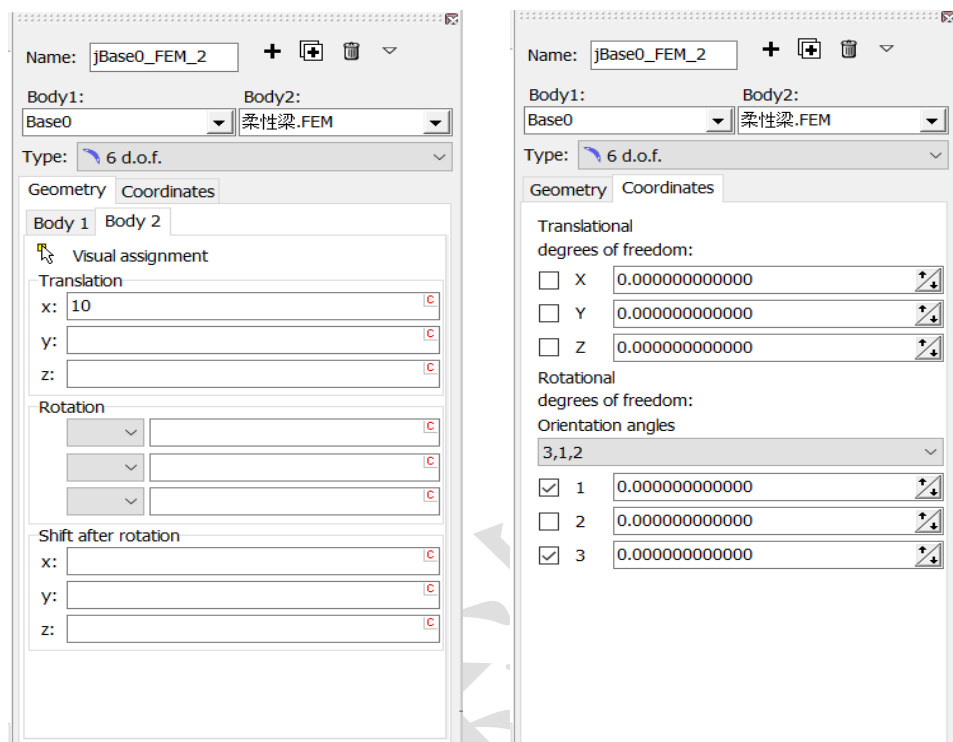 Name: jBase0_FEM_2
Body1: Body2:
Base0 柔性梁.FEM
Type: 6 d.o.f.
Geometry Coordinates
Body 1 Body 2
Visual assignment
Translation
x: 10 C
y: C
z: C
Rotation
C
C
C
Shift after rotation
x: C
y: C
z: C
Name: jBase0_FEM_2
Body1: Body2:
Base0 柔性梁.FEM
Type: 6 d.o.f.
Geometry Coordinates
Translational
degrees of freedom:
X 0.000000000000
Y 0.000000000000
Z 0.000000000000
Rotational
degrees of freedom:
Orientation angles
3,1,2
1 0.000000000000
2 0.000000000000
3 0.000000000000